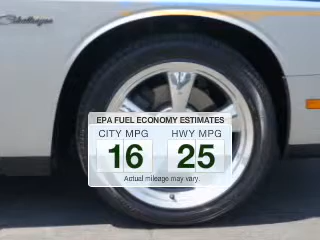 Challenger
EPA FUEL ECONOMY ESTIMATES
CITY MPG HWY MPG
16 25
Actual mileage may vary.